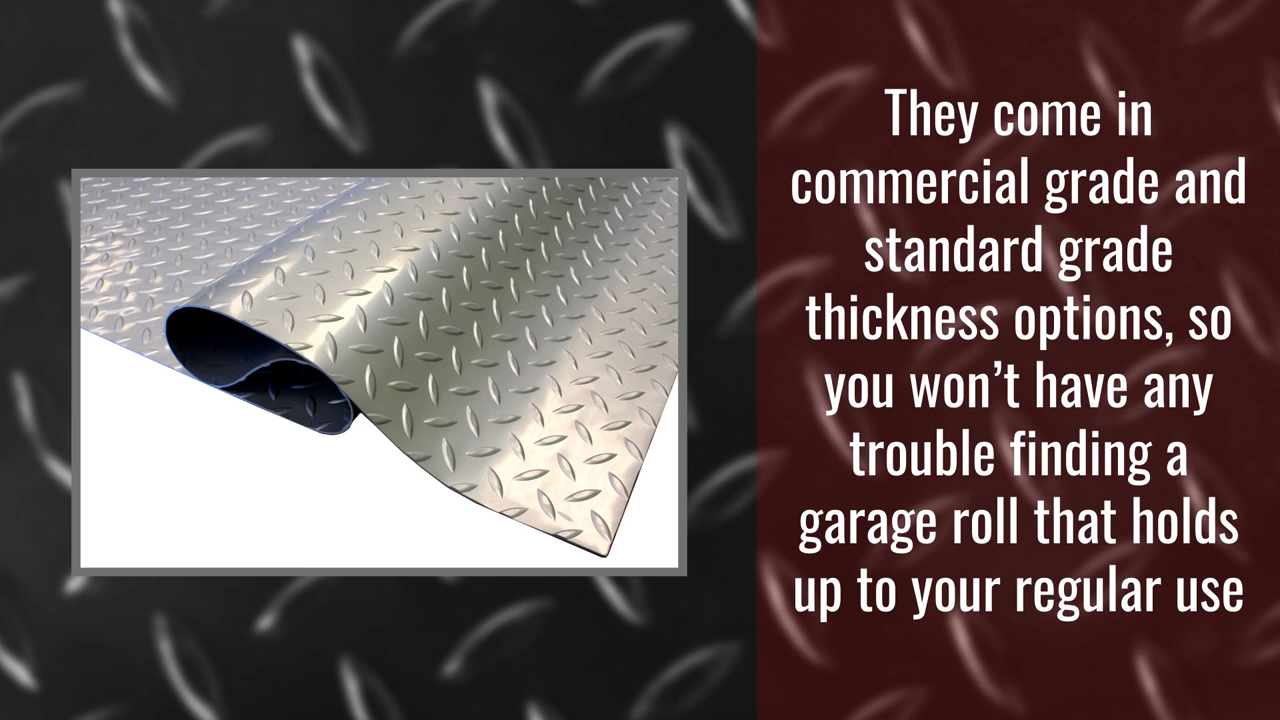 They come in
commercial grade and
standard grade
thickness options, so
you won’t have any
trouble finding a
garage roll that holds
up to your regular use